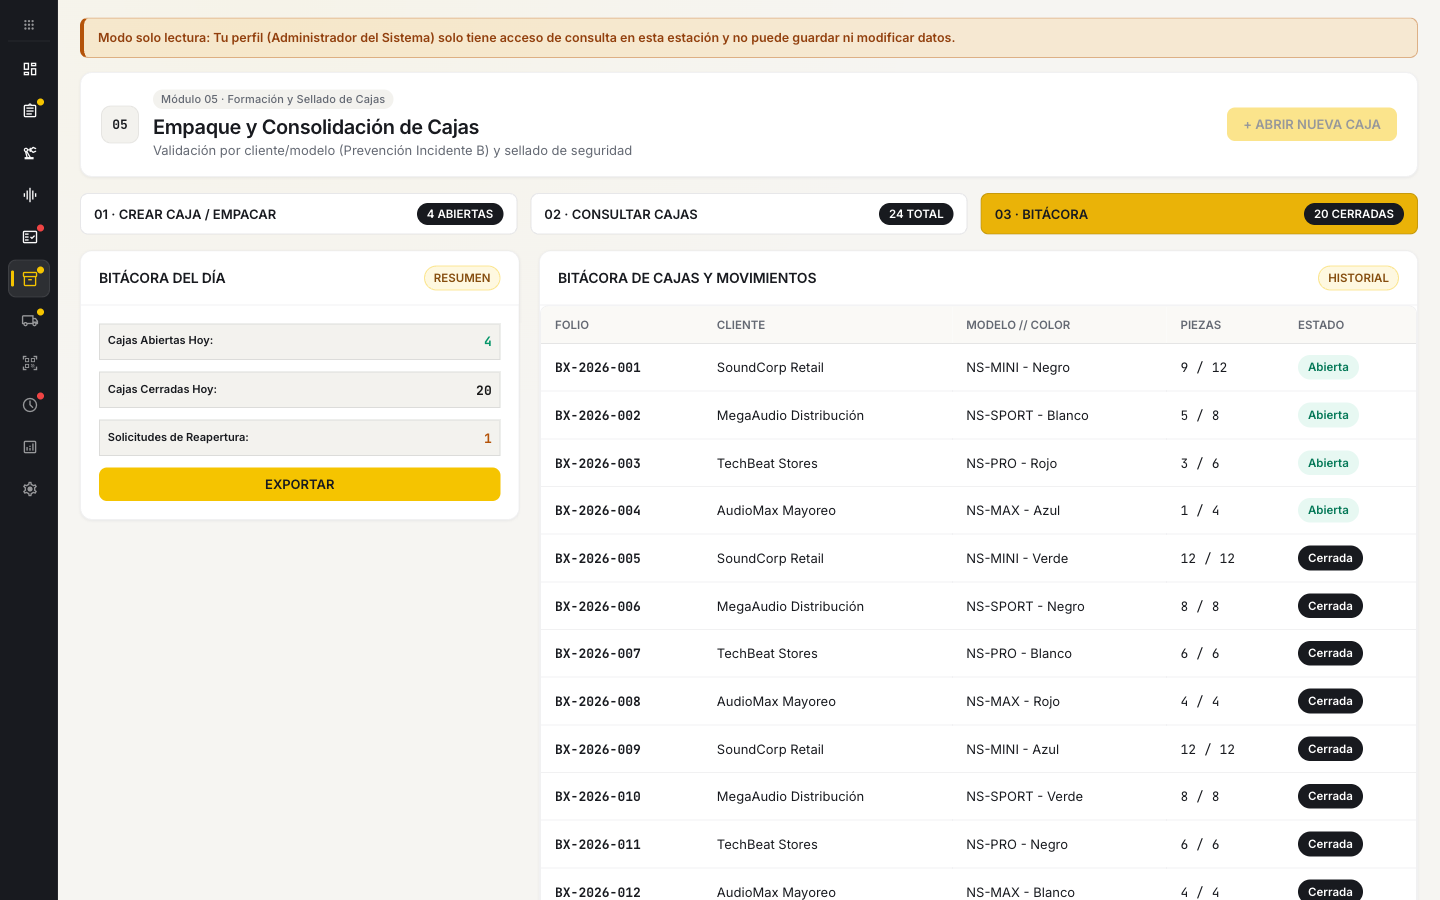 Modo solo lectura: Tu perfil (Administrador del Sistema) solo tiene acceso de consulta en esta estación y no puede guardar ni modificar datos.
05
Módulo 05 · Formación y Sellado de Cajas
Empaque y Consolidación de Cajas
Validación por cliente/modelo (Prevención Incidente B) y sellado de seguridad
+ ABRIR NUEVA CAJA
01 · CREAR CAJA / EMPACAR 4 ABIERTAS
02 · CONSULTAR CAJAS 24 TOTAL
03 · BITÁCORA 20 CERRADAS
BITÁCORA DEL DÍA RESUMEN
Cajas Abiertas Hoy: 4
Cajas Cerradas Hoy: 20
Solicitudes de Reapertura: 1
EXPORTAR
BITÁCORA DE CAJAS Y MOVIMIENTOS HISTORIAL
FOLIO CLIENTE MODELO // COLOR PIEZAS ESTADO
BX-2026-001 SoundCorp Retail NS-MINI - Negro 9 / 12 Abierta
BX-2026-002 MegaAudio Distribución NS-SPORT - Blanco 5 / 8 Abierta
BX-2026-003 TechBeat Stores NS-PRO - Rojo 3 / 6 Abierta
BX-2026-004 AudioMax Mayoreo NS-MAX - Azul 1 / 4 Abierta
BX-2026-005 SoundCorp Retail NS-MINI - Verde 12 / 12 Cerrada
BX-2026-006 MegaAudio Distribución NS-SPORT - Negro 8 / 8 Cerrada
BX-2026-007 TechBeat Stores NS-PRO - Blanco 6 / 6 Cerrada
BX-2026-008 AudioMax Mayoreo NS-MAX - Rojo 4 / 4 Cerrada
BX-2026-009 SoundCorp Retail NS-MINI - Azul 12 / 12 Cerrada
BX-2026-010 MegaAudio Distribución NS-SPORT - Verde 8 / 8 Cerrada
BX-2026-011 TechBeat Stores NS-PRO - Negro 6 / 6 Cerrada
BX-2026-012 AudioMax Mayoreo NS-MAX - Blanco 4 / 4 Cerrada